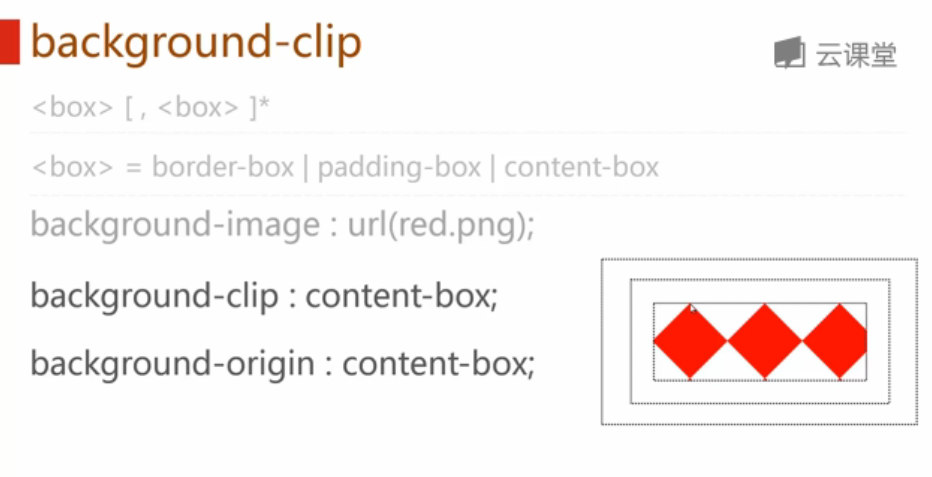 background-clip
云课堂
<box> [ , <box> ]*
<box> = border-box | padding-box | content-box
background-image : url(red.png);
background-clip : content-box;
background-origin : content-box;